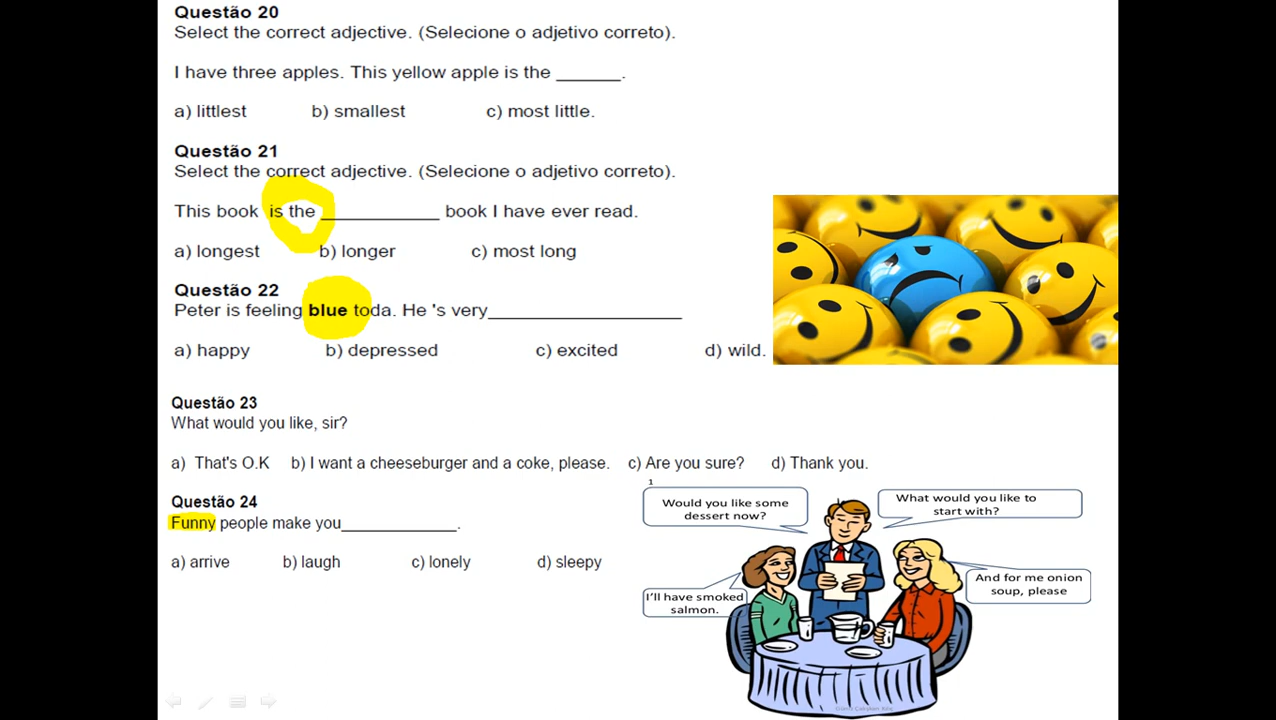 Questão 20
Select the correct adjective. (Selecione o adjetivo correto).
I have three apples. This yellow apple is the ______.
a) littlest b) smallest c) most little.
Questão 21
Select the correct adjective. (Selecione o adjetivo correto).
This book is the ___________ book I have ever read.
a) longest b) longer c) most long
Questão 22
Peter is feeling blue toda. He 's very__________________
a) happy b) depressed c) excited d) wild.
Questão 23
What would you like, sir?
a) That's O.K b) I want a cheeseburger and a coke, please. c) Are you sure? d) Thank you.
Questão 24
Funny people make you_____________.
a) arrive b) laugh c) lonely d) sleepy
1
Would you like some
dessert now?
What would you like to
start with?
I'll have smoked
salmon.
And for me onion
soup, please